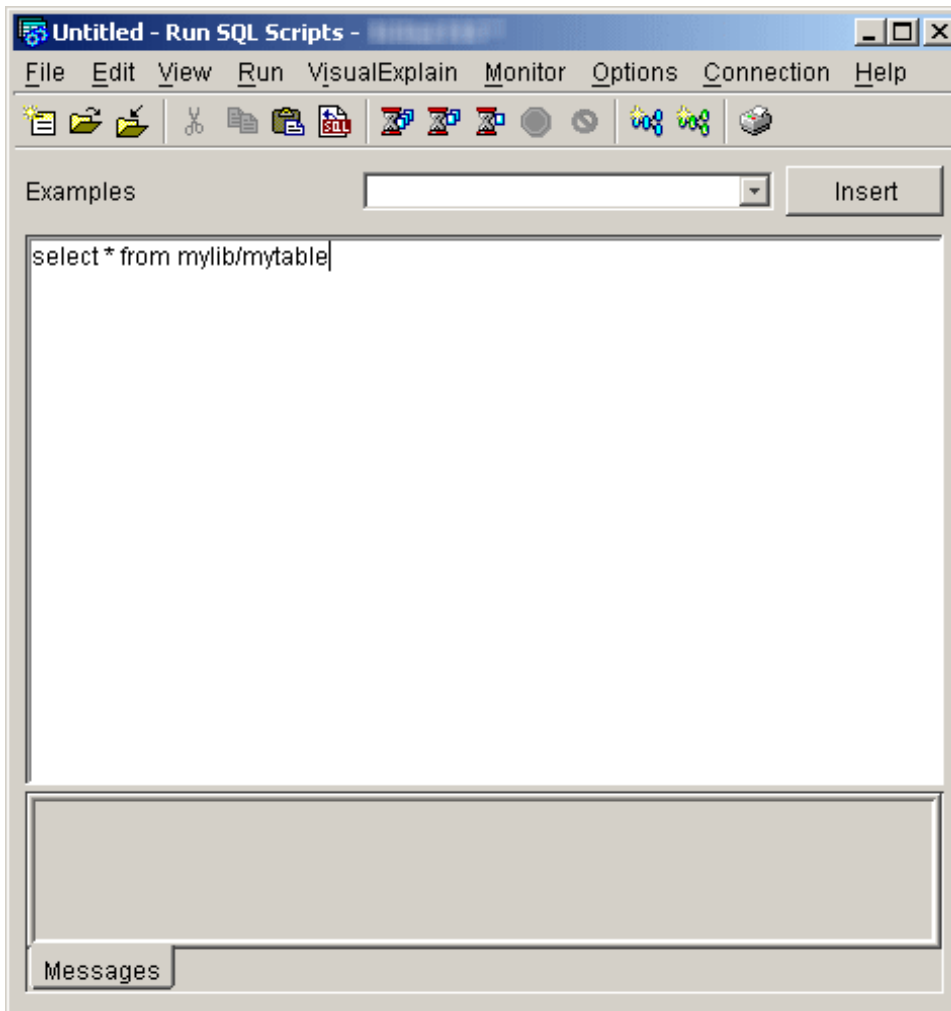 Untitled - Run SQL Scripts -
File Edit View Run VisualExplain Monitor Options Connection Help
SQL
Examples
Insert
select * from mylib/mytable
Messages